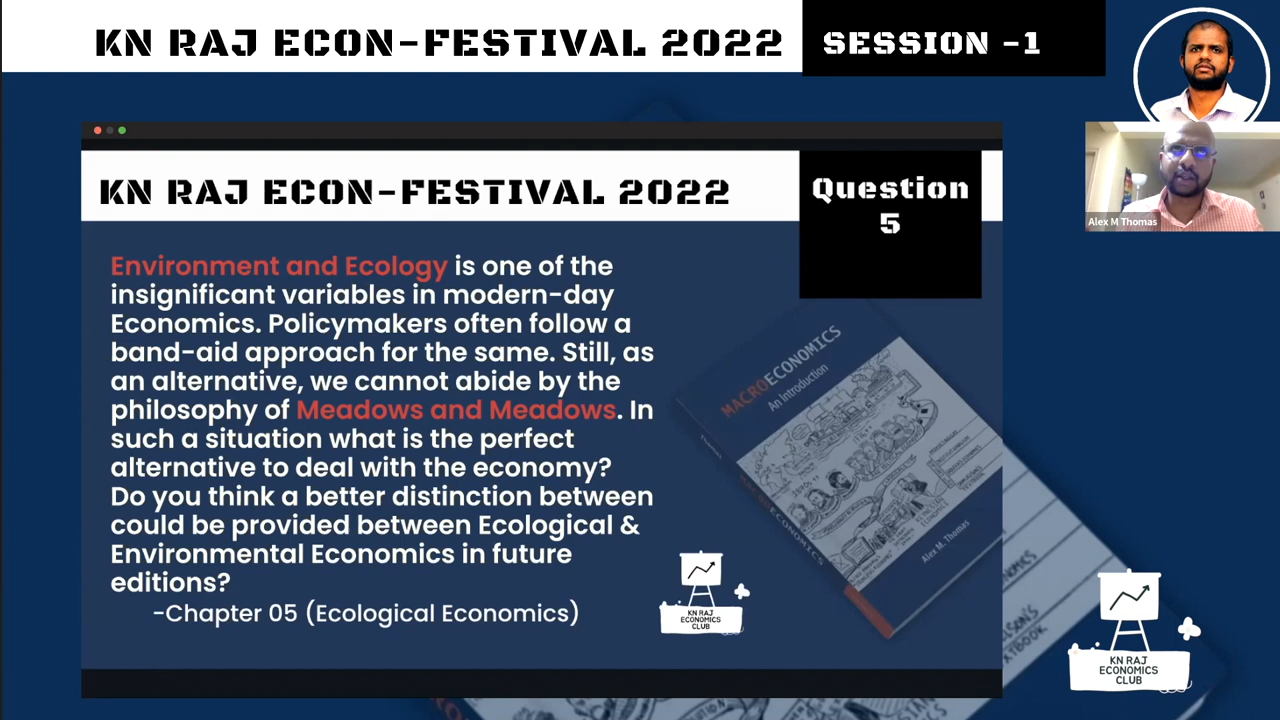 KN RAJ ECON-FESTIVAL 2022
SESSION -1
Alex M Thomas
KN RAJ ECON-FESTIVAL 2022
Question
5
Environment and Ecology is one of the
insignificant variables in modern-day
Economics. Policymakers often follow a
band-aid approach for the same. Still, as
an alternative, we cannot abide by the
philosophy of Meadows and Meadows. In
such a situation what is the perfect
alternative to deal with the economy?
Do you think a better distinction between
could be provided between Ecological &
Environmental Economics in future
editions?
-Chapter 05 (Ecological Economics)
MACROECONOMICS
An Introduction
Alex M. Thomas
KN RAJ
ECONOMICS
CLUB
KN RAJ
ECONOMICS
CLUB